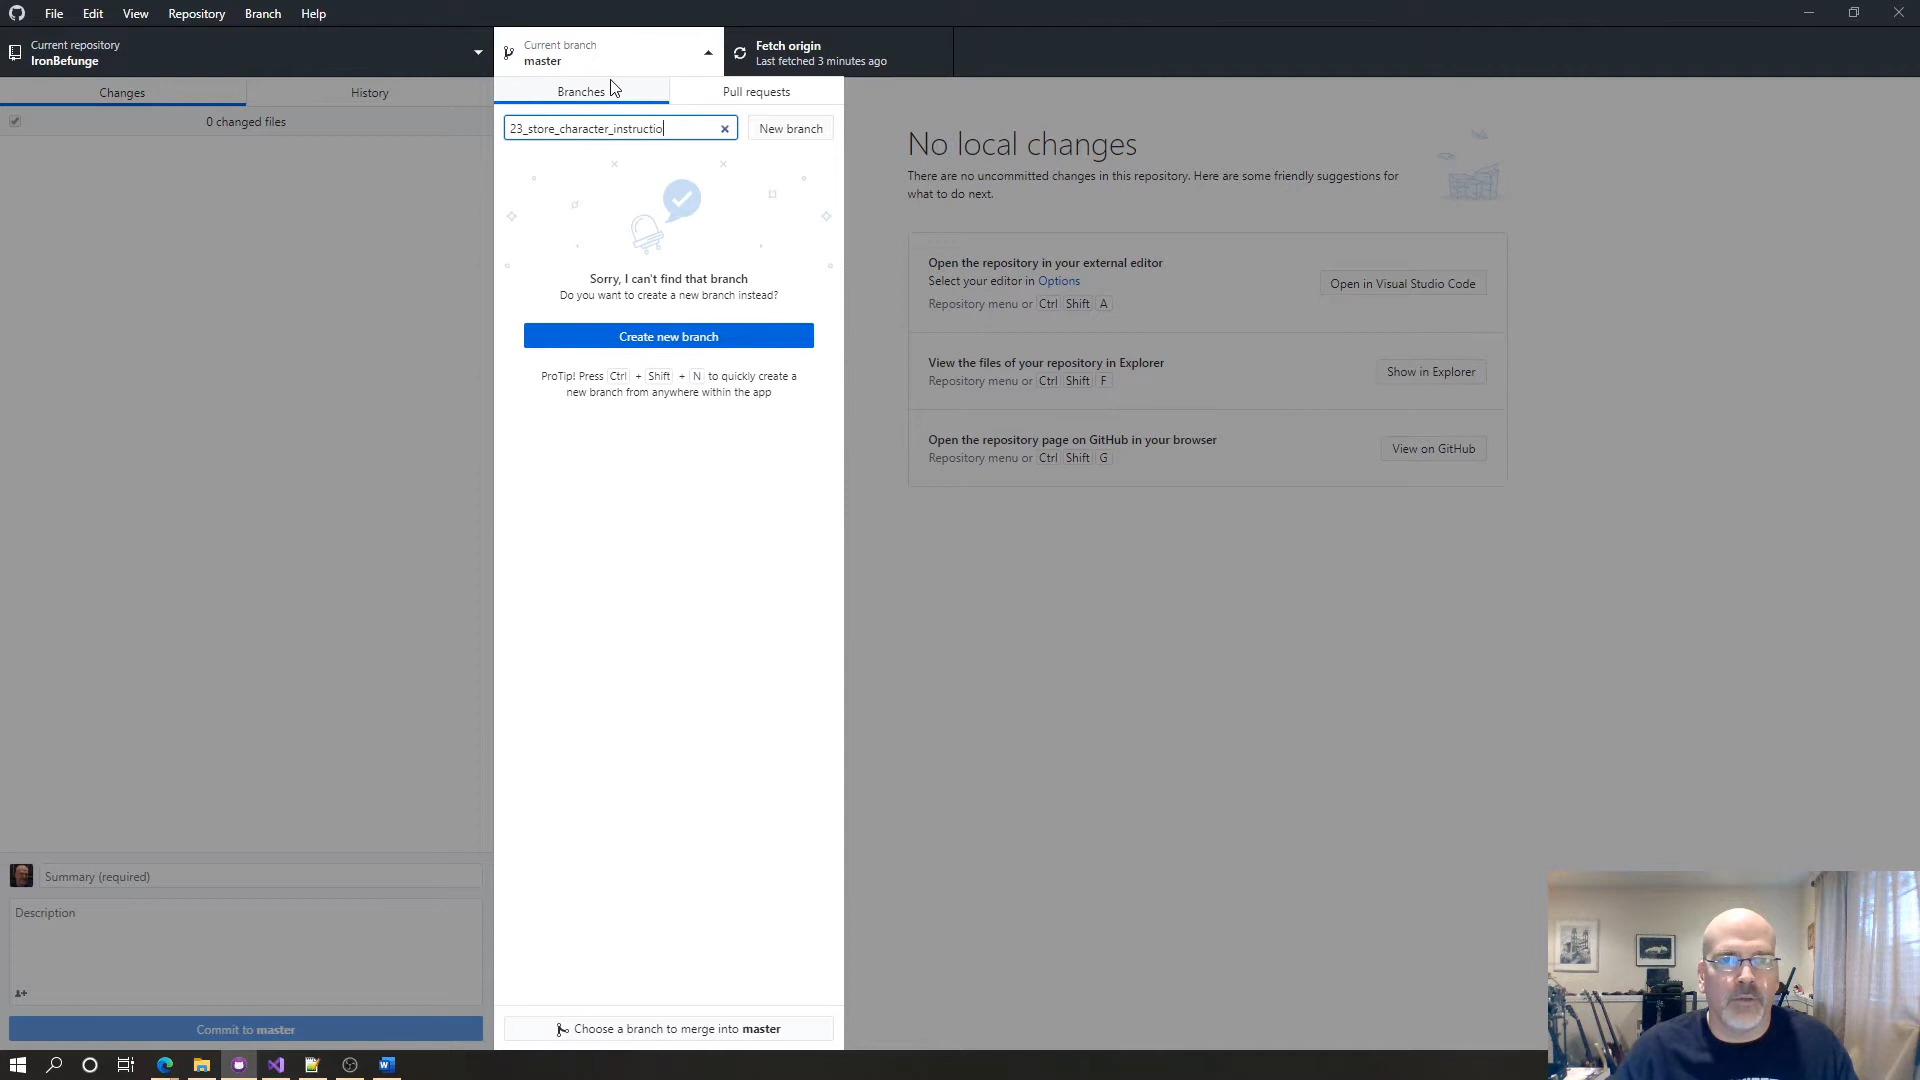 File Edit View Repository Branch Help
Current repository
IronBefunge
Current branch
master
Fetch origin
Last fetched 3 minutes ago
Changes
History
0 changed files
Branches
Pull requests
23_store_character_instructio
New branch
Sorry, I can't find that branch
Do you want to create a new branch instead?
Create new branch
ProTip! Press Ctrl + Shift + N to quickly create a
new branch from anywhere within the app
Choose a branch to merge into master
No local changes
There are no uncommitted changes in this repository. Here are some friendly suggestions for
what to do next.
Open the repository in your external editor
Select your editor in Options
Repository menu or Ctrl Shift A
Open in Visual Studio Code
View the files of your repository in Explorer
Repository menu or Ctrl Shift F
Show in Explorer
Open the repository page on GitHub in your browser
Repository menu or Ctrl Shift G
View on GitHub
Summary (required)
Description
Commit to master